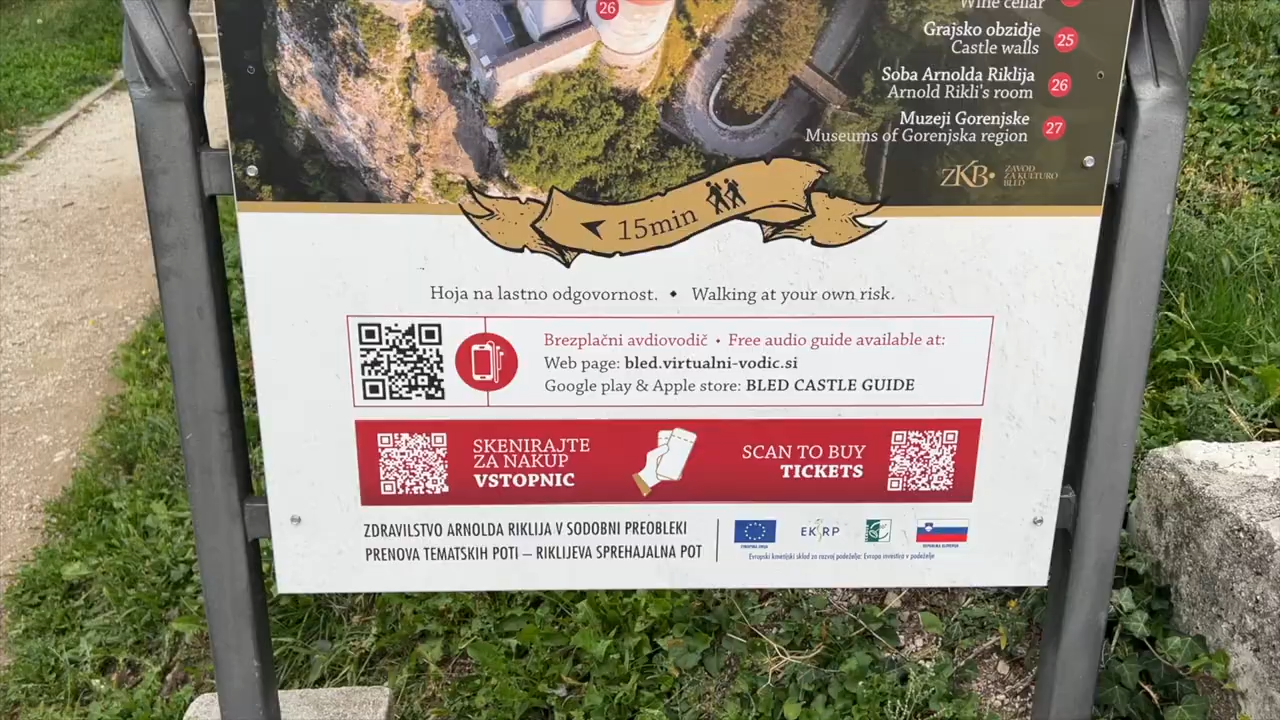 26
Wine cellar
Grajsko obzidje
Castle walls
25
Soba Arnolda Riklija
Arnold Rikli's room
26
Muzeji Gorenjske
Museums of Gorenjska region
27
ZKB•
ZAVOD
ZA KULTURO
BLED
15min
Hoja na lastno odgovornost. ♦ Walking at your own risk.
Brezplačni avdiovodič • Free audio guide available at:
Web page: bled.virtualni-vodic.si
Google play & Apple store: BLED CASTLE GUIDE
SKENIRAJTE
ZA NAKUP
VSTOPNIC
SCAN TO BUY
TICKETS
ZDRAVILSTVO ARNOLDA RIKLIJA V SODOBNI PREOBLEKI
PRENOVA TEMATSKIH POTI – RIKLIJEVA SPREHAJALNA POT
EKSRP
EVROPSKA UNIJA
REPUBLIKA SLOVENIJA
Evropski kmetijski sklad za razvoj podeželja: Evropa investira v podeželje